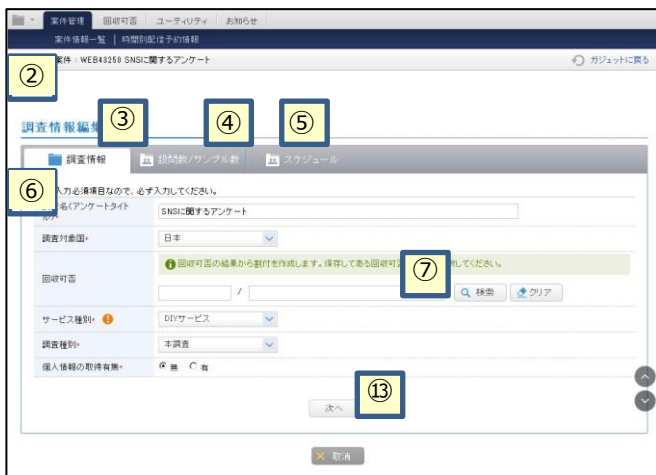 案件管理 回収可否 ユーティリティ お知らせ
案件情報一覧 | 時間別配信予約情報
② 案件：WEB43250 SNSに関するアンケート ガジェットに戻る
調査情報編集 ③ ④ ⑤
調査情報 設問数/サンプル数 スケジュール
⑥ 入力必須項目なので、必ず入力してください。
名(アンケートタイトル) SNSに関するアンケート
調査対象国* 日本
回収可否の結果から割付を作成します。保存してある回収可 ⑦ してください。
回収可否 / 検索 クリア
サービス種別* DIYサービス
調査種別* 本調査
個人情報の取得有無* 無 有
次へ ⑬
取消